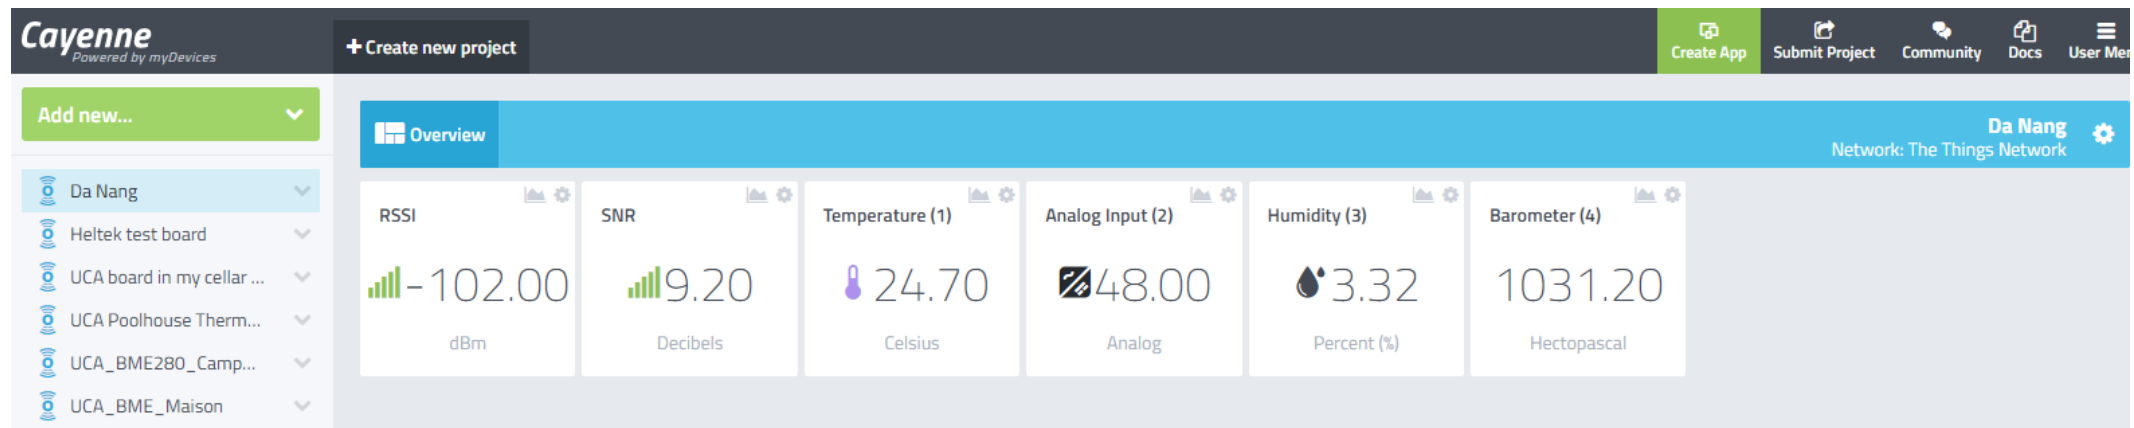 Cayenne
Powered by myDevices
+Create new project
Create App
Submit Project
Community
Docs
User Mer
Add new...
Overview
Da Nang
Network: The Things Network
Da Nang
Heltek test board
UCA board in my cellar ...
UCA Poolhouse Therm...
UCA_BME280_Camp...
UCA_BME_Maison
RSSI
-102.00
dBm
SNR
9.20
Decibels
Temperature (1)
24.70
Celsius
Analog Input (2)
48.00
Analog
Humidity (3)
3.32
Percent (%)
Barometer (4)
1031.20
Hectopascal